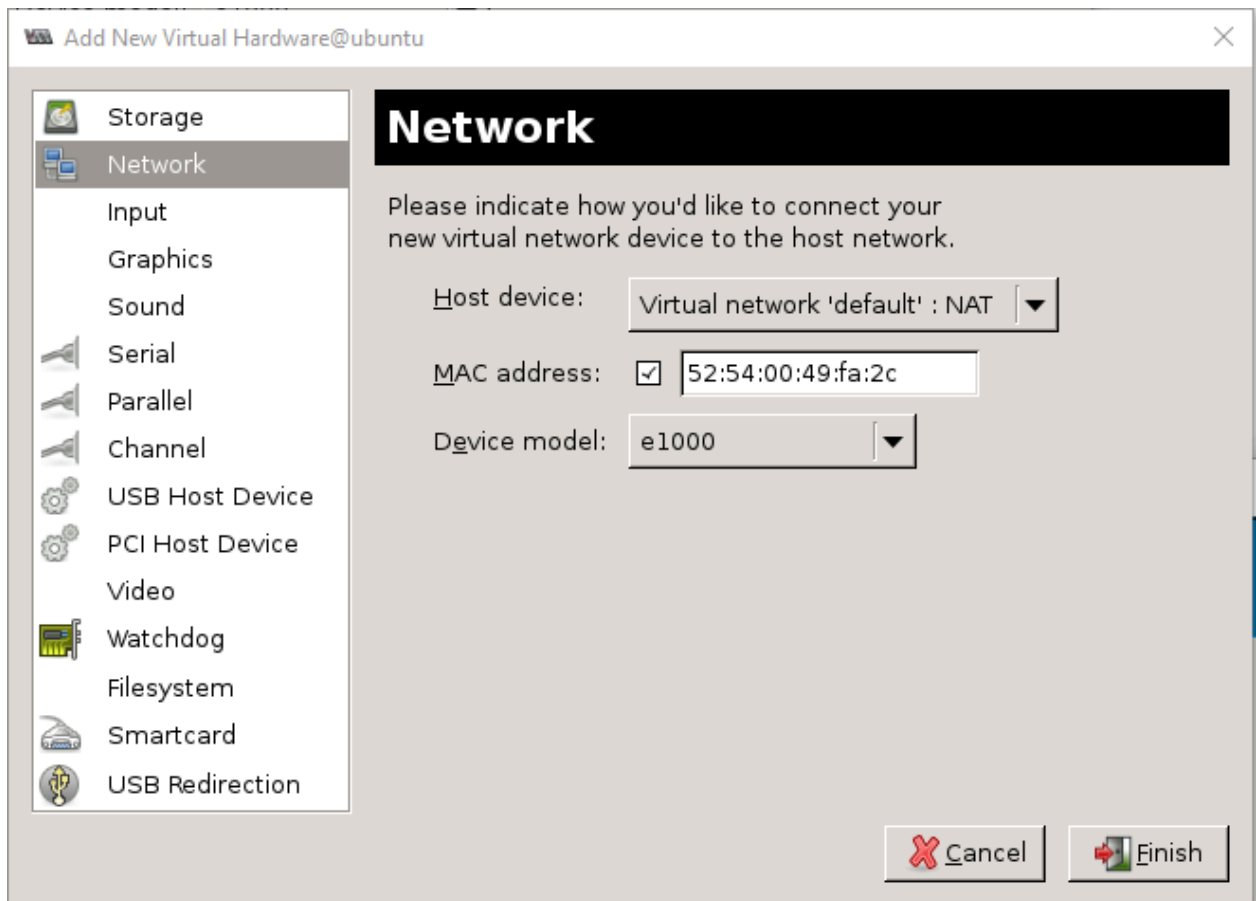 Add New Virtual Hardware@ubuntu
Storage
Network
Input
Graphics
Sound
Serial
Parallel
Channel
USB Host Device
PCI Host Device
Video
Watchdog
Filesystem
Smartcard
USB Redirection
Network
Please indicate how you'd like to connect your
new virtual network device to the host network.
Host device: Virtual network 'default' : NAT
MAC address: 52:54:00:49:fa:2c
Device model: e1000
Cancel
Finish